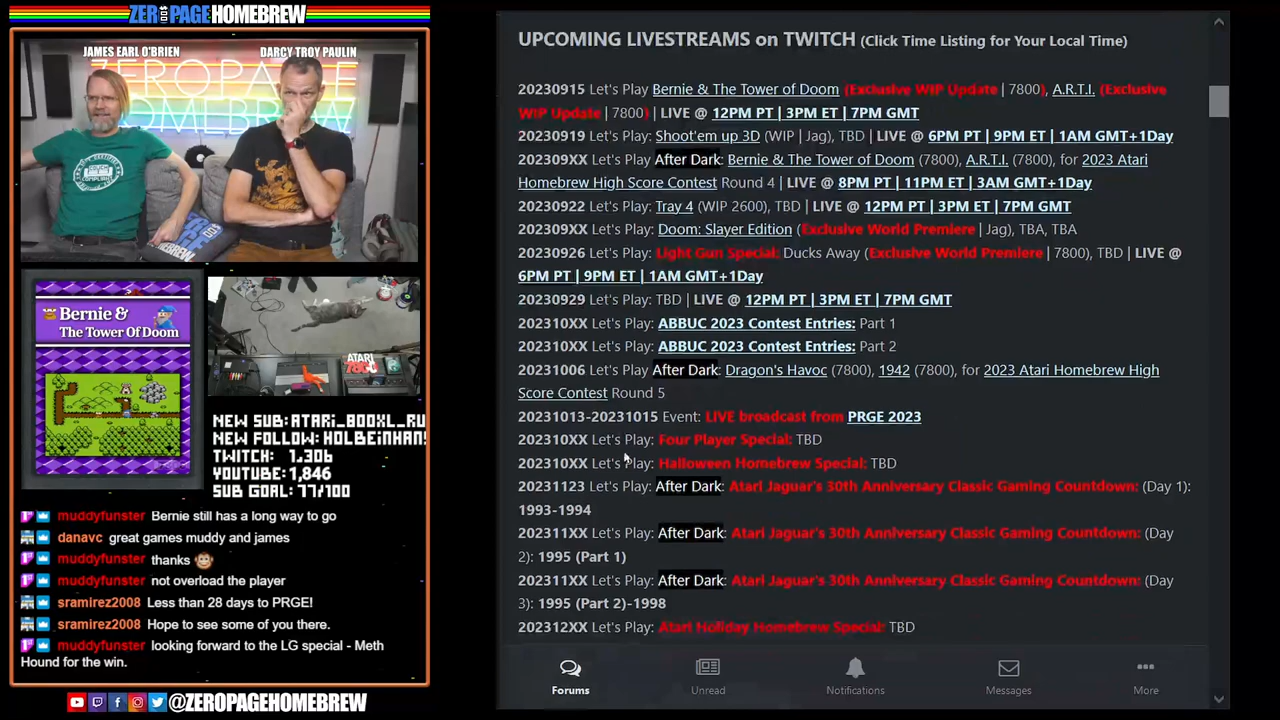 ZEROPAGEHOMEBREW
JAMES EARL O'BRIEN
DARCY TROY PAULIN
ZEROPAGE
HOMEBREW
Bernie &
The Tower Of Doom
ATARI
7800
NEW SUB: ATARI_800XL_RU
NEW FOLLOW: HOLBEINHANS
TWITCH: 1,306
YOUTUBE: 1,846
SUB GOAL: 77/100
muddyfunster Bernie still has a long way to go
danavc great games muddy and james
muddyfunster thanks
muddyfunster not overload the player
sramirez2008 Less than 28 days to PRGE!
sramirez2008 Hope to see some of you there.
muddyfunster looking forward to the LG special - Meth
Hound for the win.
@ZEROPAGEHOMEBREW
UPCOMING LIVESTREAMS on TWITCH (Click Time Listing for Your Local Time)
20230915 Let's Play Bernie & The Tower of Doom (Exclusive WIP Update | 7800), A.R.T.I. (Exclusive
WIP Update | 7800) | LIVE @ 12PM PT | 3PM ET | 7PM GMT
20230919 Let's Play: Shoot'em up 3D (WIP | Jag), TBD | LIVE @ 6PM PT | 9PM ET | 1AM GMT+1Day
202309XX Let's Play After Dark: Bernie & The Tower of Doom (7800), A.R.T.I. (7800), for 2023 Atari
Homebrew High Score Contest Round 4 | LIVE @ 8PM PT | 11PM ET | 3AM GMT+1Day
20230922 Let's Play: Tray 4 (WIP 2600), TBD | LIVE @ 12PM PT | 3PM ET | 7PM GMT
202309XX Let's Play: Doom: Slayer Edition (Exclusive World Premiere | Jag), TBA, TBA
20230926 Let's Play: Light Gun Special: Ducks Away (Exclusive World Premiere | 7800), TBD | LIVE @
6PM PT | 9PM ET | 1AM GMT+1Day
20230929 Let's Play: TBD | LIVE @ 12PM PT | 3PM ET | 7PM GMT
202310XX Let's Play: ABBUC 2023 Contest Entries: Part 1
202310XX Let's Play: ABBUC 2023 Contest Entries: Part 2
20231006 Let's Play After Dark: Dragon's Havoc (7800), 1942 (7800), for 2023 Atari Homebrew High
Score Contest Round 5
20231013-20231015 Event: LIVE broadcast from PRGE 2023
202310XX Let's Play: Four Player Special: TBD
202310XX Let's Play: Halloween Homebrew Special: TBD
20231123 Let's Play: After Dark: Atari Jaguar's 30th Anniversary Classic Gaming Countdown: (Day 1):
1993-1994
202311XX Let's Play: After Dark: Atari Jaguar's 30th Anniversary Classic Gaming Countdown: (Day
2): 1995 (Part 1)
202311XX Let's Play: After Dark: Atari Jaguar's 30th Anniversary Classic Gaming Countdown: (Day
3): 1995 (Part 2)-1998
202312XX Let's Play: Atari Holiday Homebrew Special: TBD
Forums
Unread
Notifications
Messages
More